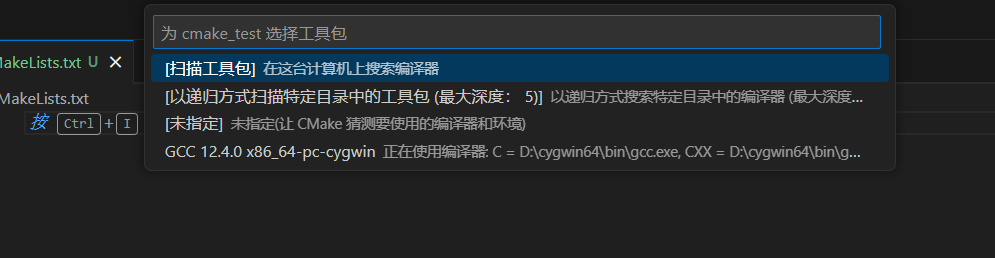 为 cmake_test 选择工具包
MakeLists.txt U ×
[扫描工具包] 在这台计算机上搜索编译器
MakeLists.txt
[以递归方式扫描特定目录中的工具包 (最大深度： 5)] 以递归方式搜索特定目录中的编译器 (最大深度...
按 Ctrl + I
[未指定] 未指定(让 CMake 猜测要使用的编译器和环境)
GCC 12.4.0 x86_64-pc-cygwin 正在使用编译器: C = D:\cygwin64\bin\gcc.exe, CXX = D:\cygwin64\bin\g...